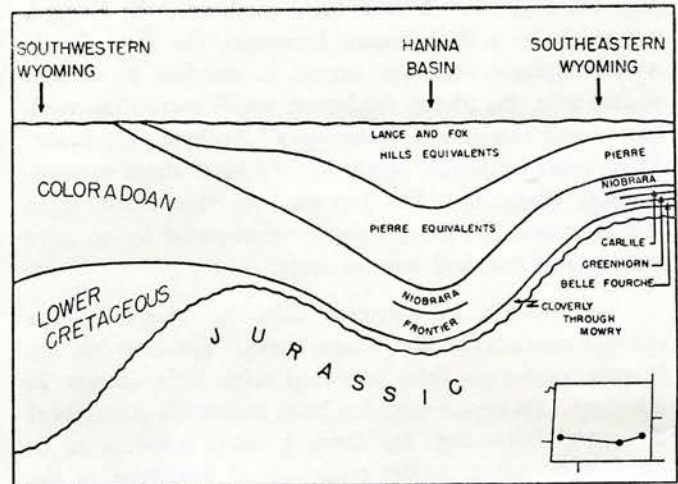 SOUTHWESTERN
WYOMING
HANNA
BASIN
SOUTHEASTERN
WYOMING
LANCE AND FOX
HILLS EQUIVALENTS
PIERRE
COLORADOAN
NIOBRARA
PIERRE EQUIVALENTS
CARLILE
GREENHORN
BELLE FOURCHE
NIOBRARA
FRONTIER
CLOVERLY
THROUGH
MOWRY
LOWER
CRETACEOUS
JURASSIC